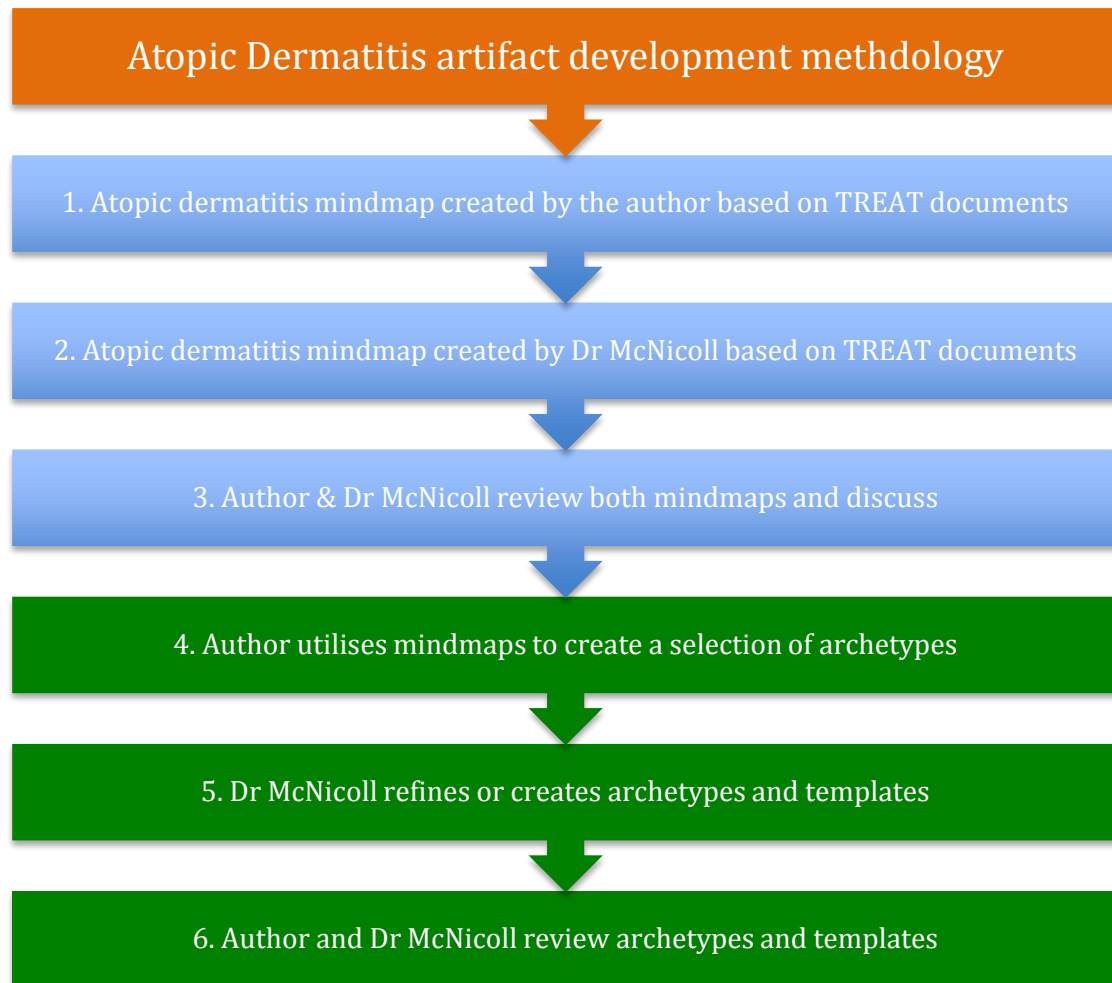 Atopic Dermatitis artifact development methdology
1. Atopic dermatitis mindmap created by the author based on TREAT documents
2. Atopic dermatitis mindmap created by Dr McNicoll based on TREAT documents
3. Author & Dr McNicoll review both mindmaps and discuss
4. Author utilises mindmaps to create a selection of archetypes
5. Dr McNicoll refines or creates archetypes and templates
6. Author and Dr McNicoll review archetypes and templates